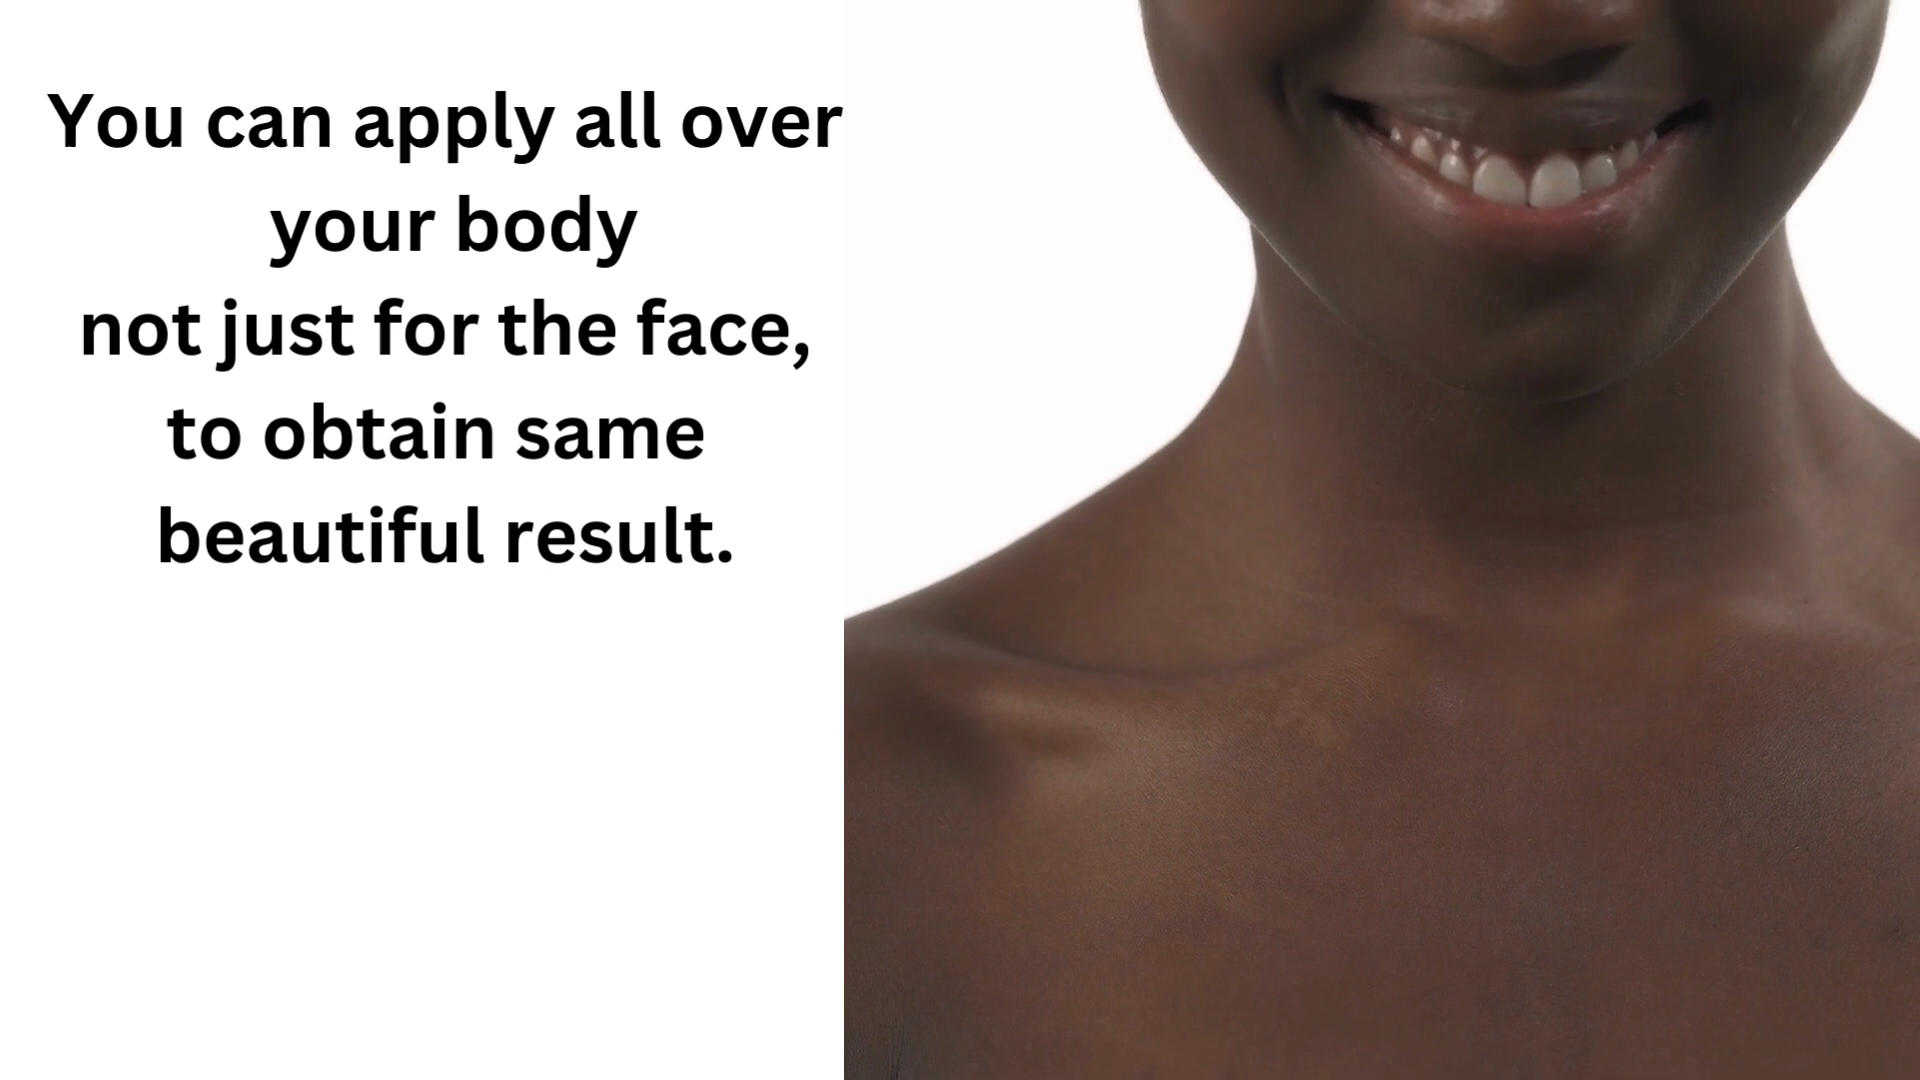 You can apply all over
your body
not just for the face,
to obtain same
beautiful result.